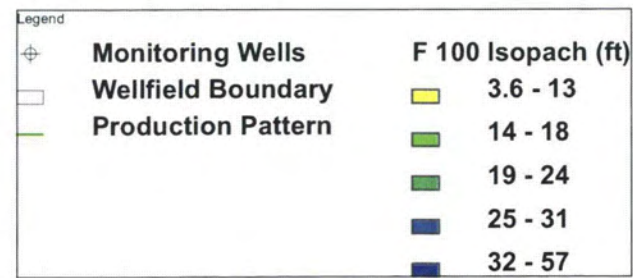 Legend
Monitoring Wells
Wellfield Boundary
Production Pattern
F 100 Isopach (ft)
3.6 - 13
14 - 18
19 - 24
25 - 31
32 - 57